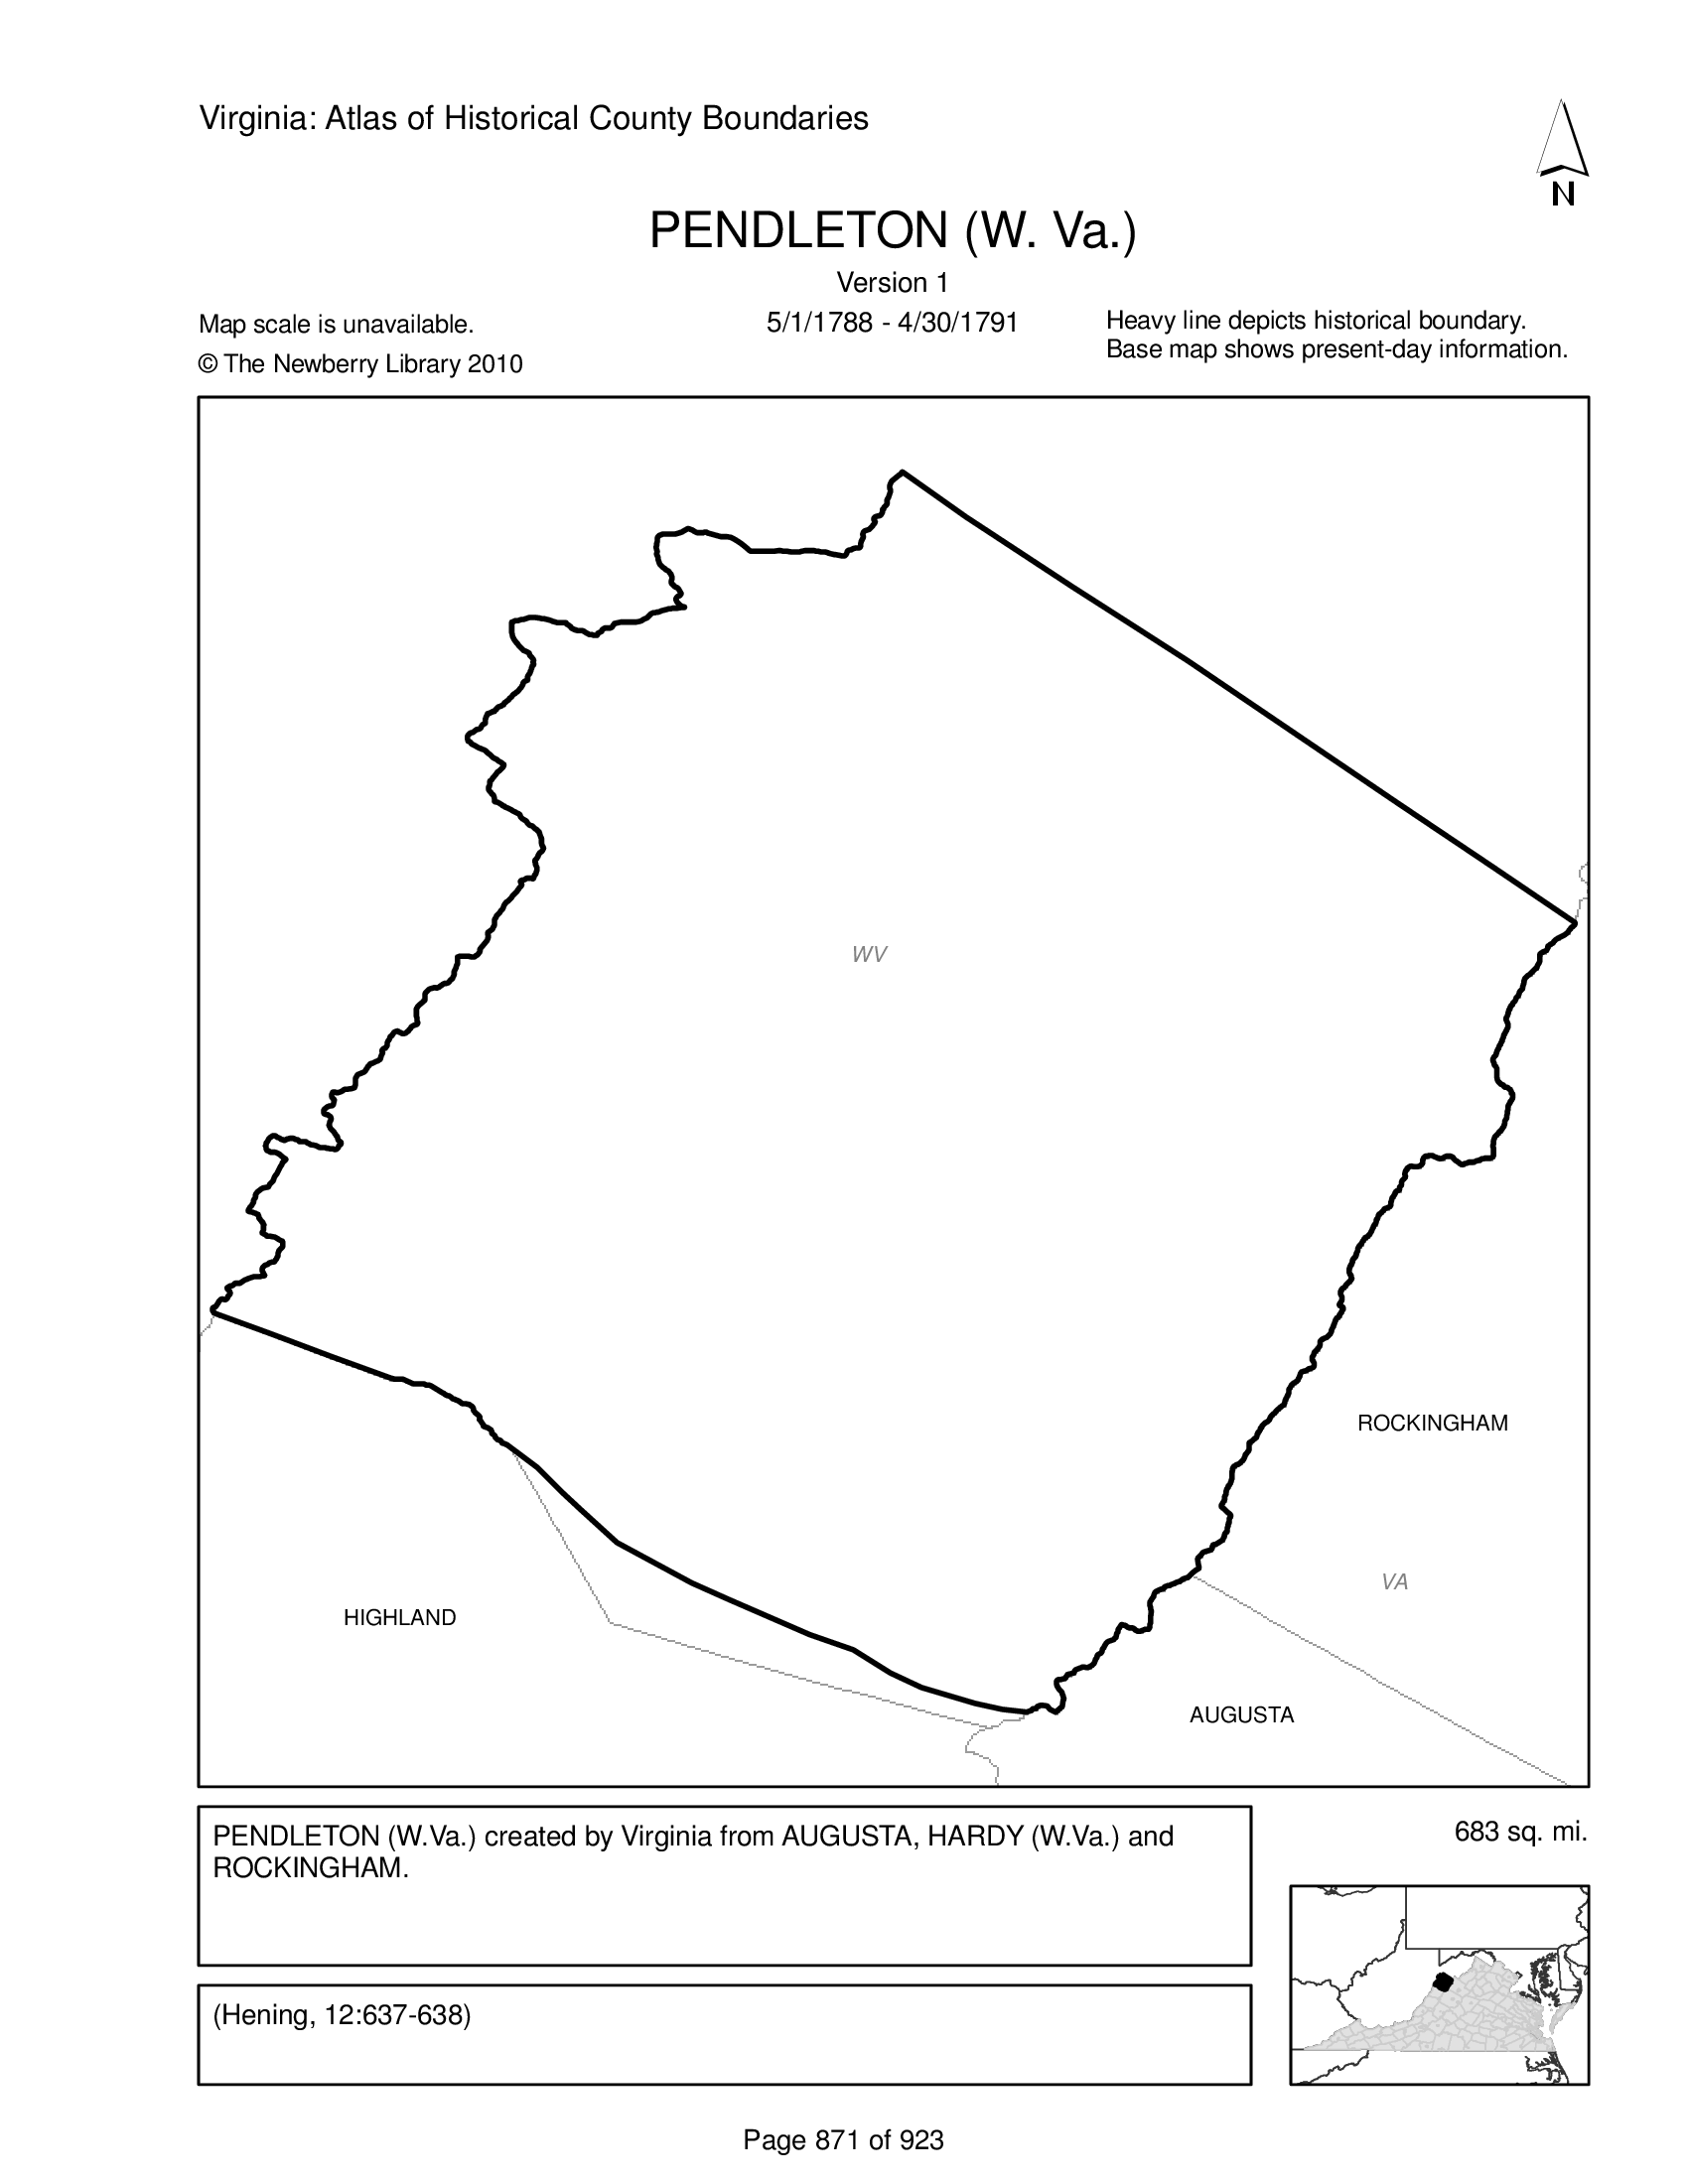 Virginia: Atlas of Historical County Boundaries
N
PENDLETON (W. Va.)
Version 1
5/1/1788 - 4/30/1791
Map scale is unavailable.
© The Newberry Library 2010
Heavy line depicts historical boundary.
Base map shows present-day information.
WV
ROCKINGHAM
VA
HIGHLAND
AUGUSTA
PENDLETON (W.Va.) created by Virginia from AUGUSTA, HARDY (W.Va.) and
ROCKINGHAM.
683 sq. mi.
(Hening, 12:637-638)
Page 871 of 923